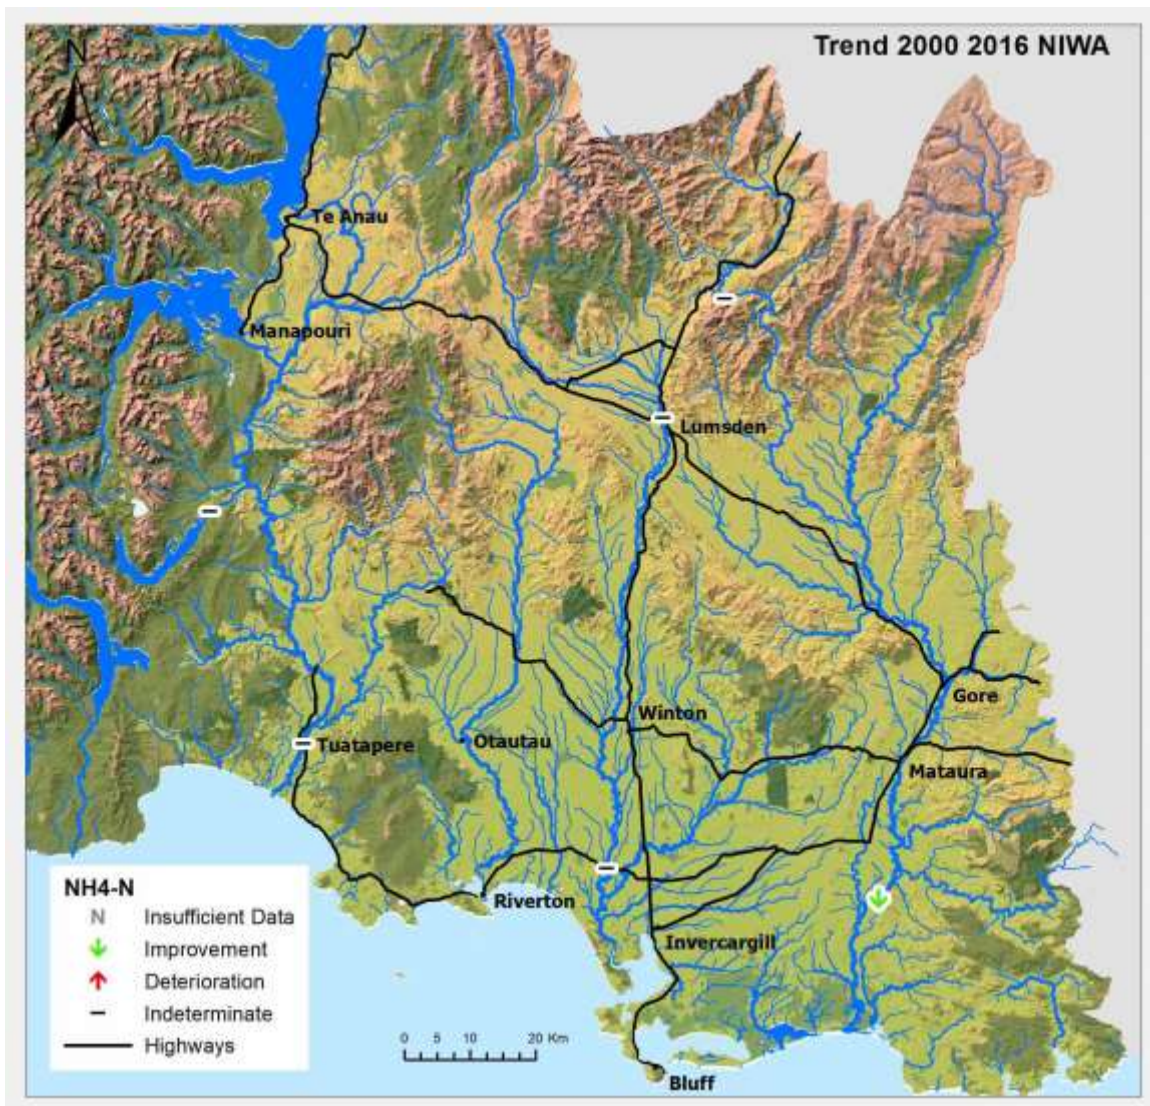 Trend 2000 2016 NIWA
N
Te Anau
Manapouri
Lumsden
Gore
Winton
Otautau
Tuatapere
Mataura
Riverton
Invercargill
Bluff
NH4-N
N Insufficient Data
Improvement
Deterioration
Indeterminate
Highways
0 5 10 20 Km